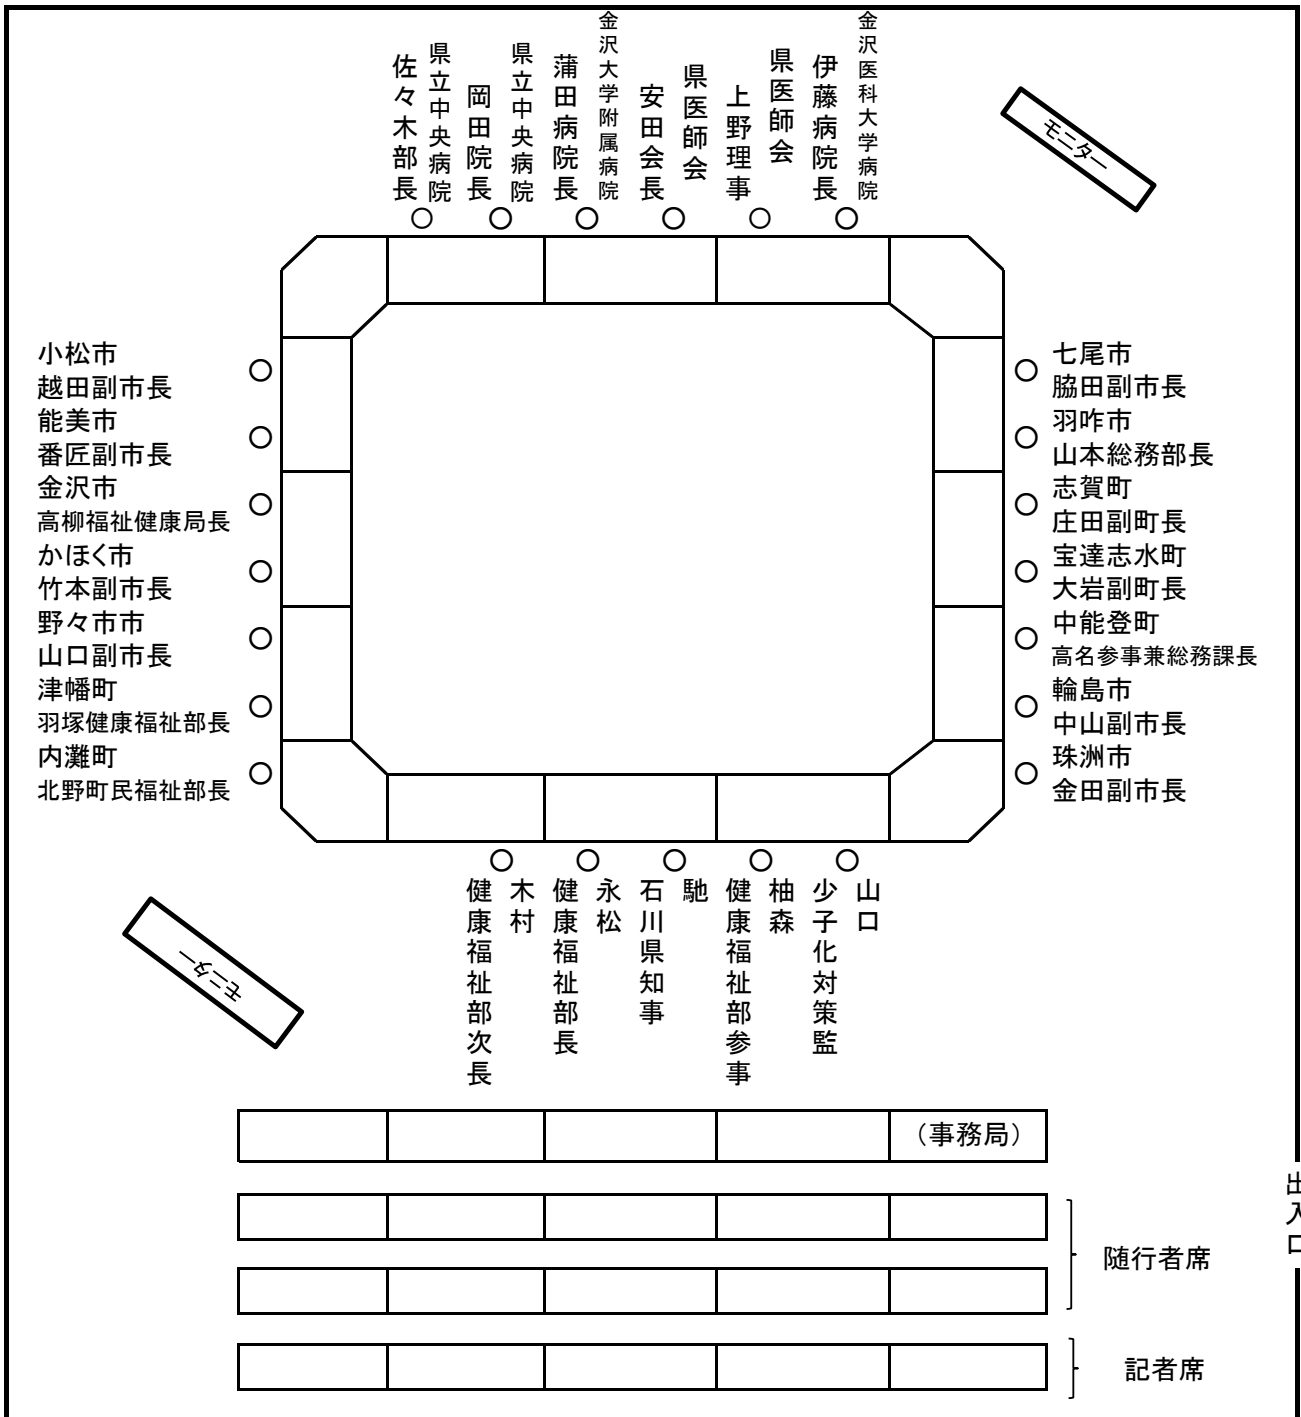 県立中央病院
佐々木部長
県立中央病院
岡田院長
金沢大学附属病院
蒲田病院長
県医師会
安田会長
県医師会
上野理事
金沢医科大学病院
伊藤病院長
モニター
小松市
越田副市長
能美市
番匠副市長
金沢市
高柳福祉健康局長
かほく市
竹本副市長
野々市市
山口副市長
津幡町
羽塚健康福祉部長
内灘町
北野町民福祉部長
七尾市
脇田副市長
羽咋市
山本総務部長
志賀町
庄田副町長
宝達志水町
大岩副町長
中能登町
高名参事兼総務課長
輪島市
中山副市長
珠洲市
金田副市長
木村
健康福祉部次長
永松
健康福祉部長
馳
石川県知事
柚森
健康福祉部参事
山口
少子化対策監
モニター
（事務局）
出入口
随行者席
記者席